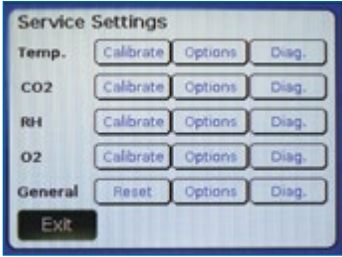 Service Settings
Temp. Calibrate Options Diag.
CO2 Calibrate Options Diag.
RH Calibrate Options Diag.
O2 Calibrate Options Diag.
General Reset Options Diag.
Exit